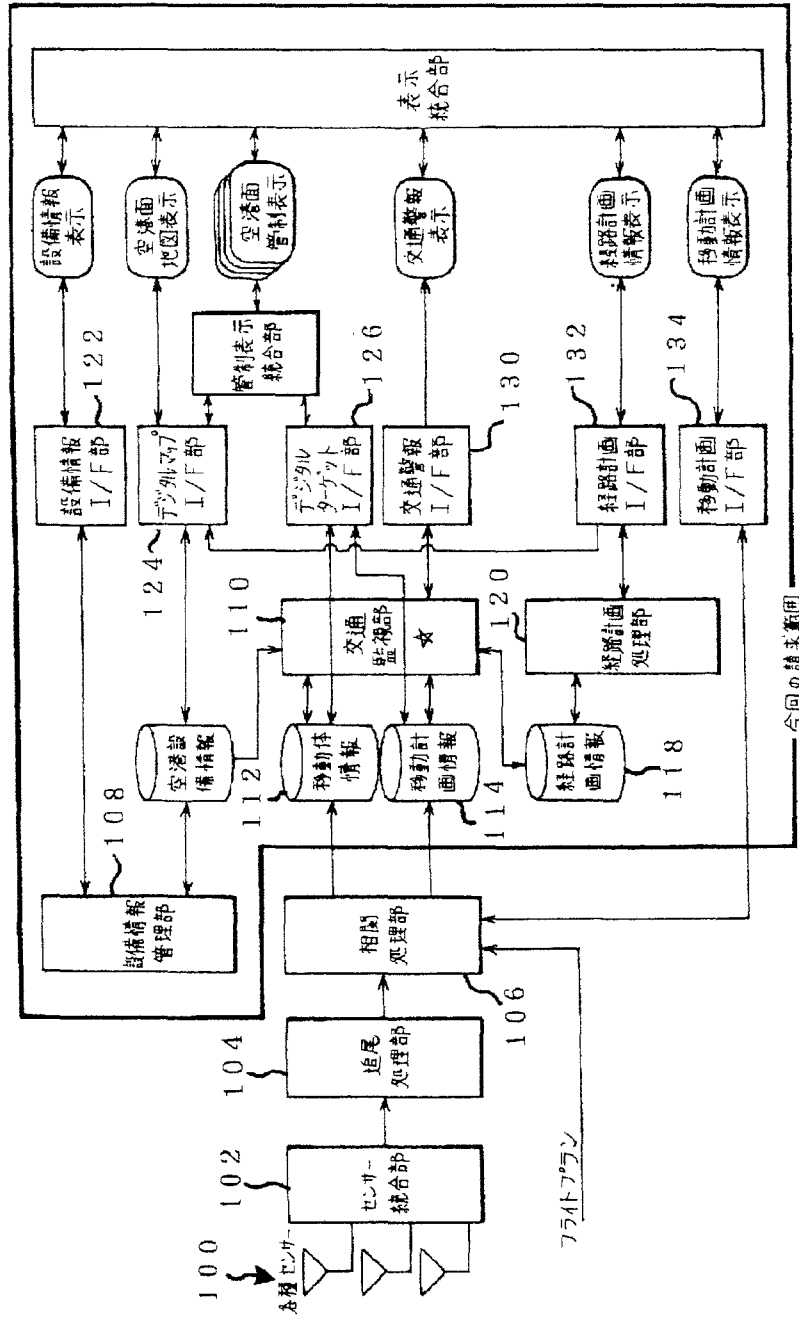 100
各種センサー
102
センサー
統合部
104
追尾
処理部
106
相関
処理部
フライトプラン
108
設備情報
管理部
空港設
備情報
112
移動体
情報
移動計
画情報
114
経路計
画情報
118
110
交通
監視部
☆
120
経路計画
処理部
122
設備情報
I/F部
124
デジタルマップ
I/F部
126
デジタル
ターゲット
I/F部
130
交通警報
I/F部
132
経路計画
I/F部
134
移動計画
I/F部
管制表示
統合部
設備情報
表示
空港面
地図表示
空港面
管制表示
交通警報
表示
経路計画
情報表示
移動計画
情報表示
表示
統合部
今回の請求範囲